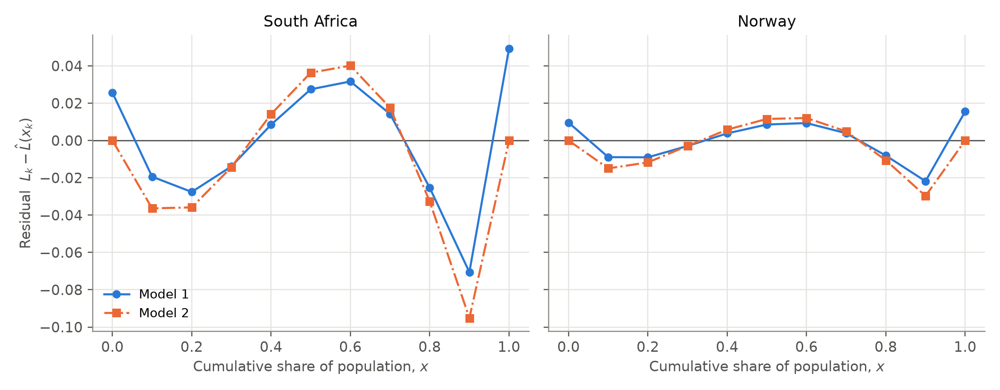 South Africa
Norway
Residual L_k − L̂(x_k)
0.04
0.02
0.00
−0.02
−0.04
−0.06
−0.08
−0.10
Model 1
Model 2
0.0 0.2 0.4 0.6 0.8 1.0
0.0 0.2 0.4 0.6 0.8 1.0
Cumulative share of population, x
Cumulative share of population, x